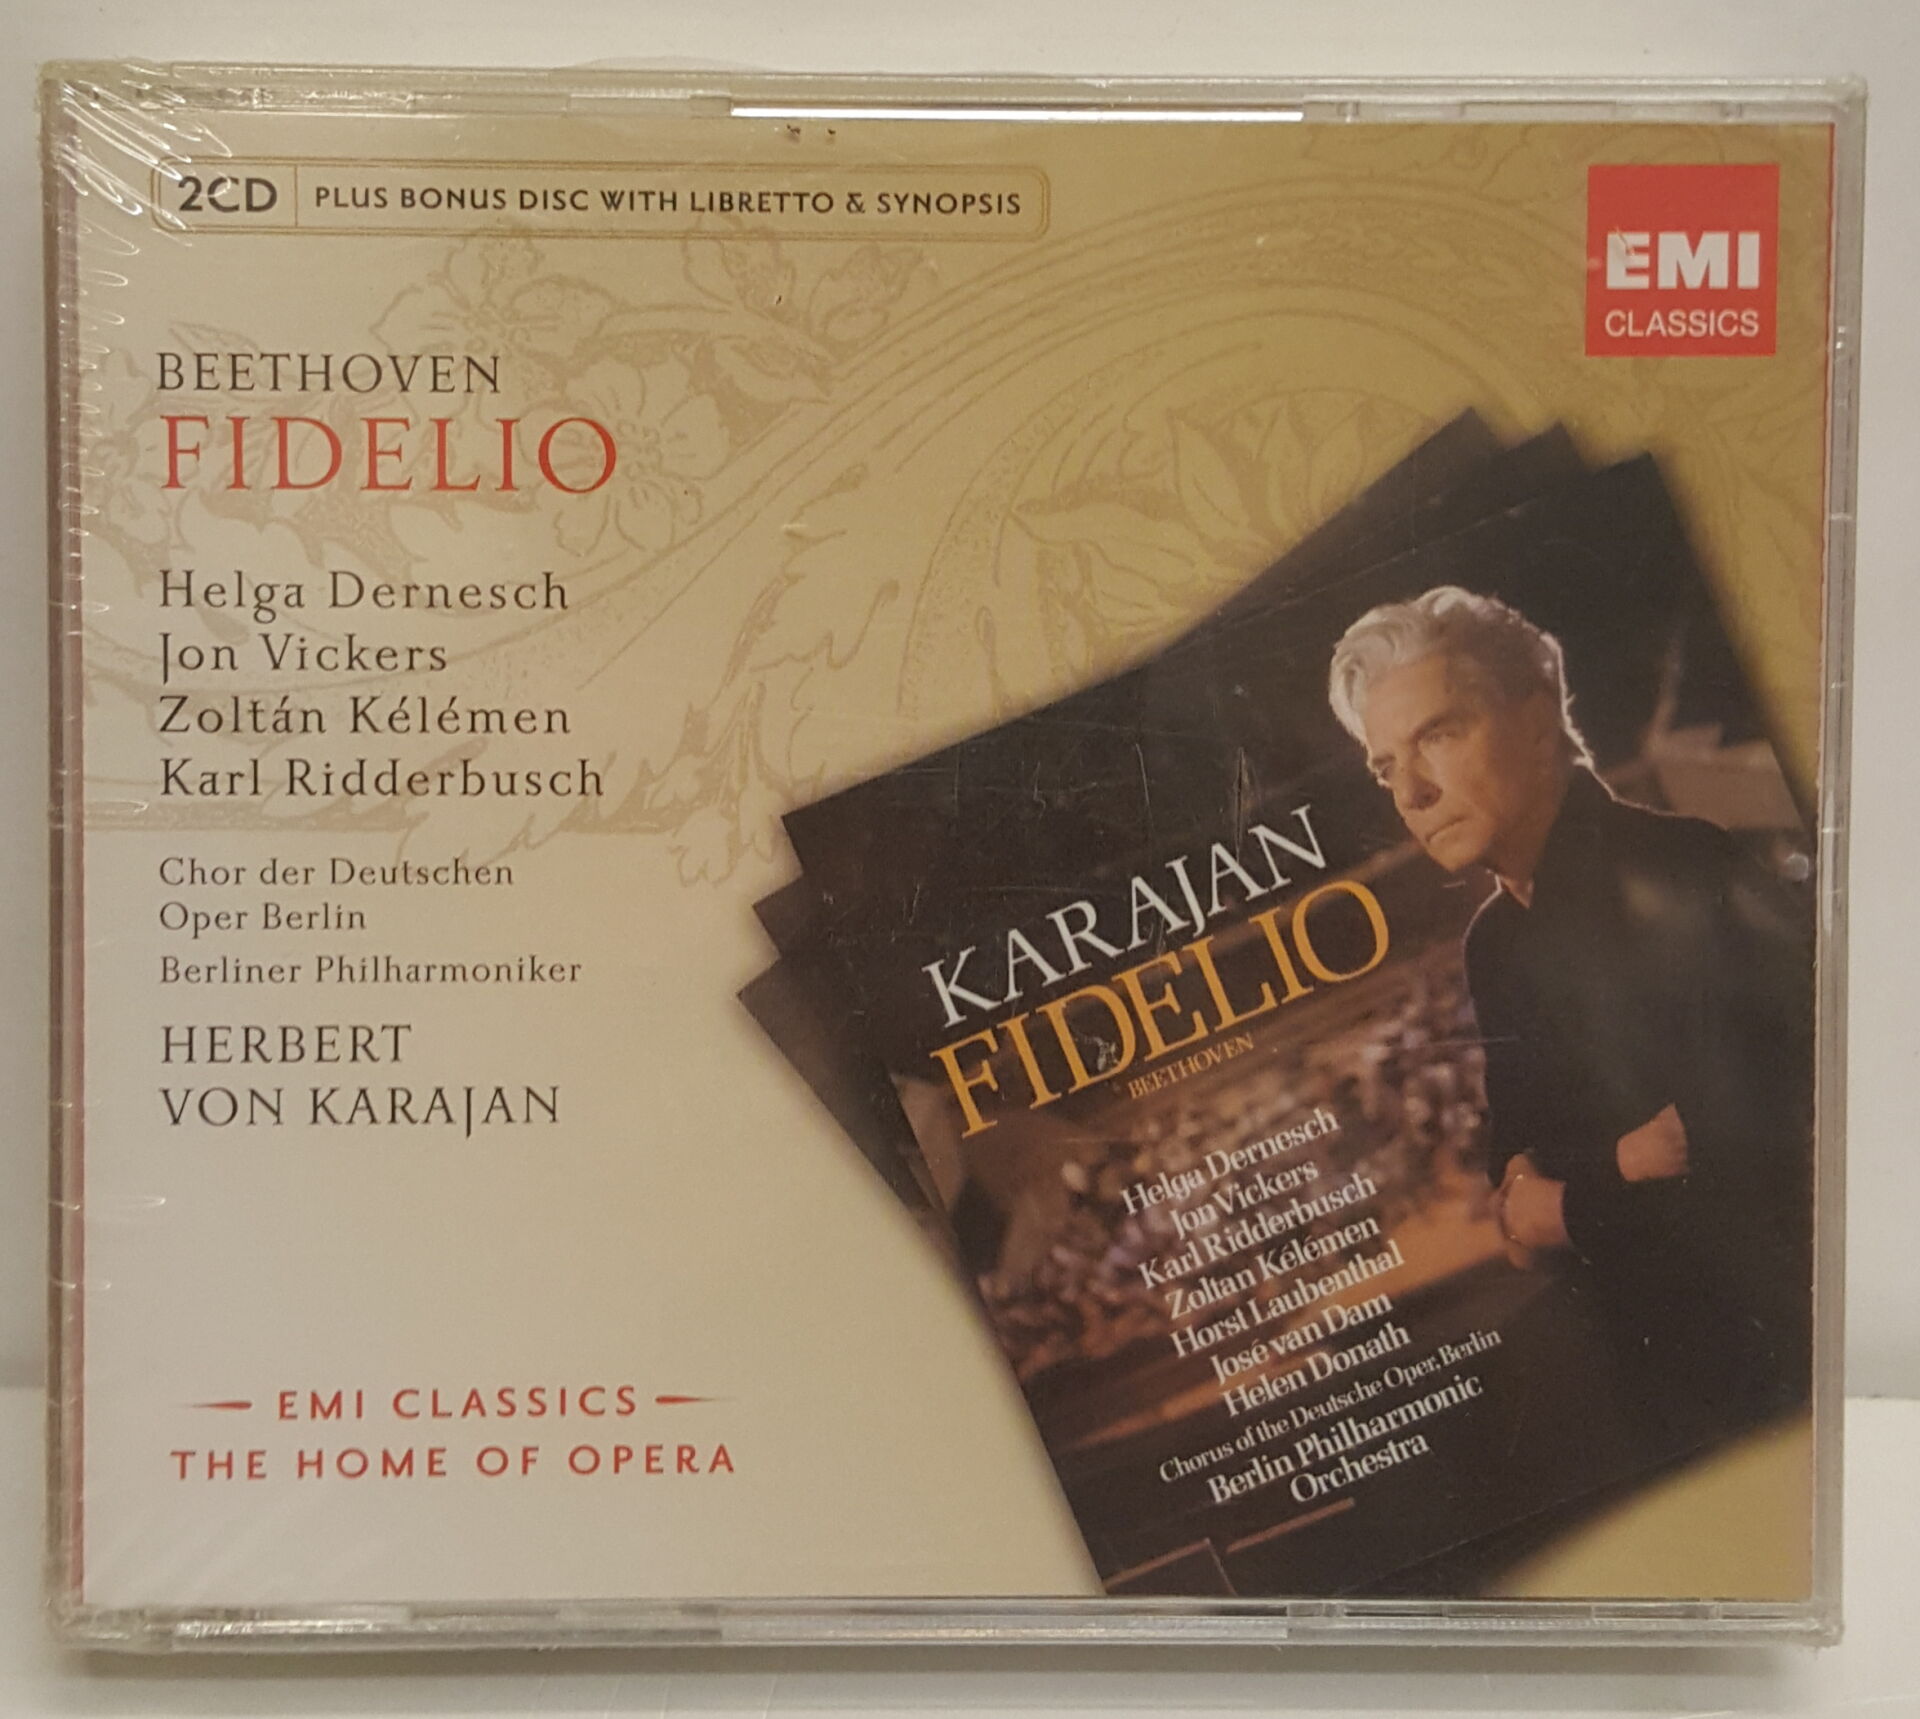 2CD PLUS BONUS DISC WITH LIBRETTO & SYNOPSIS
EMI
CLASSICS
BEETHOVEN
FIDELIO
Helga Dernesch
Jon Vickers
Zoltán Kélémen
Karl Ridderbusch
Chor der Deutschen
Oper Berlin
Berliner Philharmoniker
HERBERT
VON KARAJAN
EMI CLASSICS
THE HOME OF OPERA
KARAJAN
FIDELIO
BEETHOVEN
Helga Dernesch
Jon Vickers
Karl Ridderbusch
Zoltan Kélémen
Horst Laubenthal
José van Dam
Helen Donath
Chorus of the Deutsche Oper, Berlin
Berlin Philharmonic
Orchestra